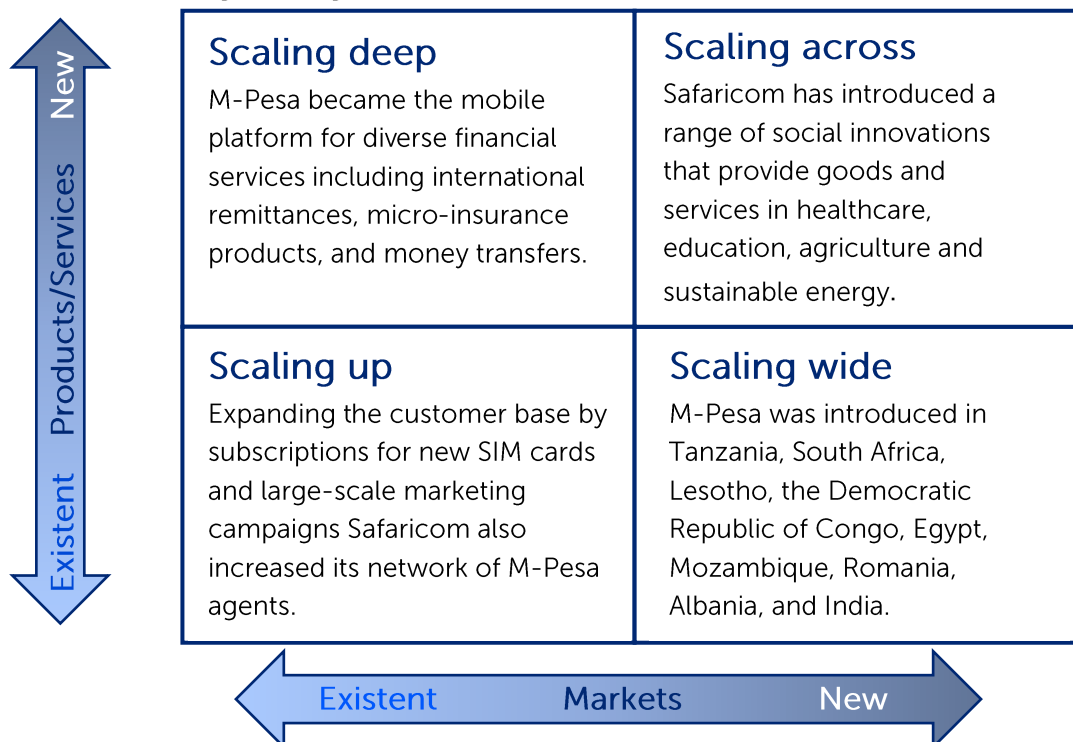 Scaling deep
M-Pesa became the mobile
platform for diverse financial
services including international
remittances, micro-insurance
products, and money transfers.
Scaling across
Safaricom has introduced a
range of social innovations
that provide goods and
services in healthcare,
education, agriculture and
sustainable energy.
Scaling up
Expanding the customer base by
subscriptions for new SIM cards
and large-scale marketing
campaigns Safaricom also
increased its network of M-Pesa
agents.
Scaling wide
M-Pesa was introduced in
Tanzania, South Africa,
Lesotho, the Democratic
Republic of Congo, Egypt,
Mozambique, Romania,
Albania, and India.
Existent Products/Services New
Existent Markets New